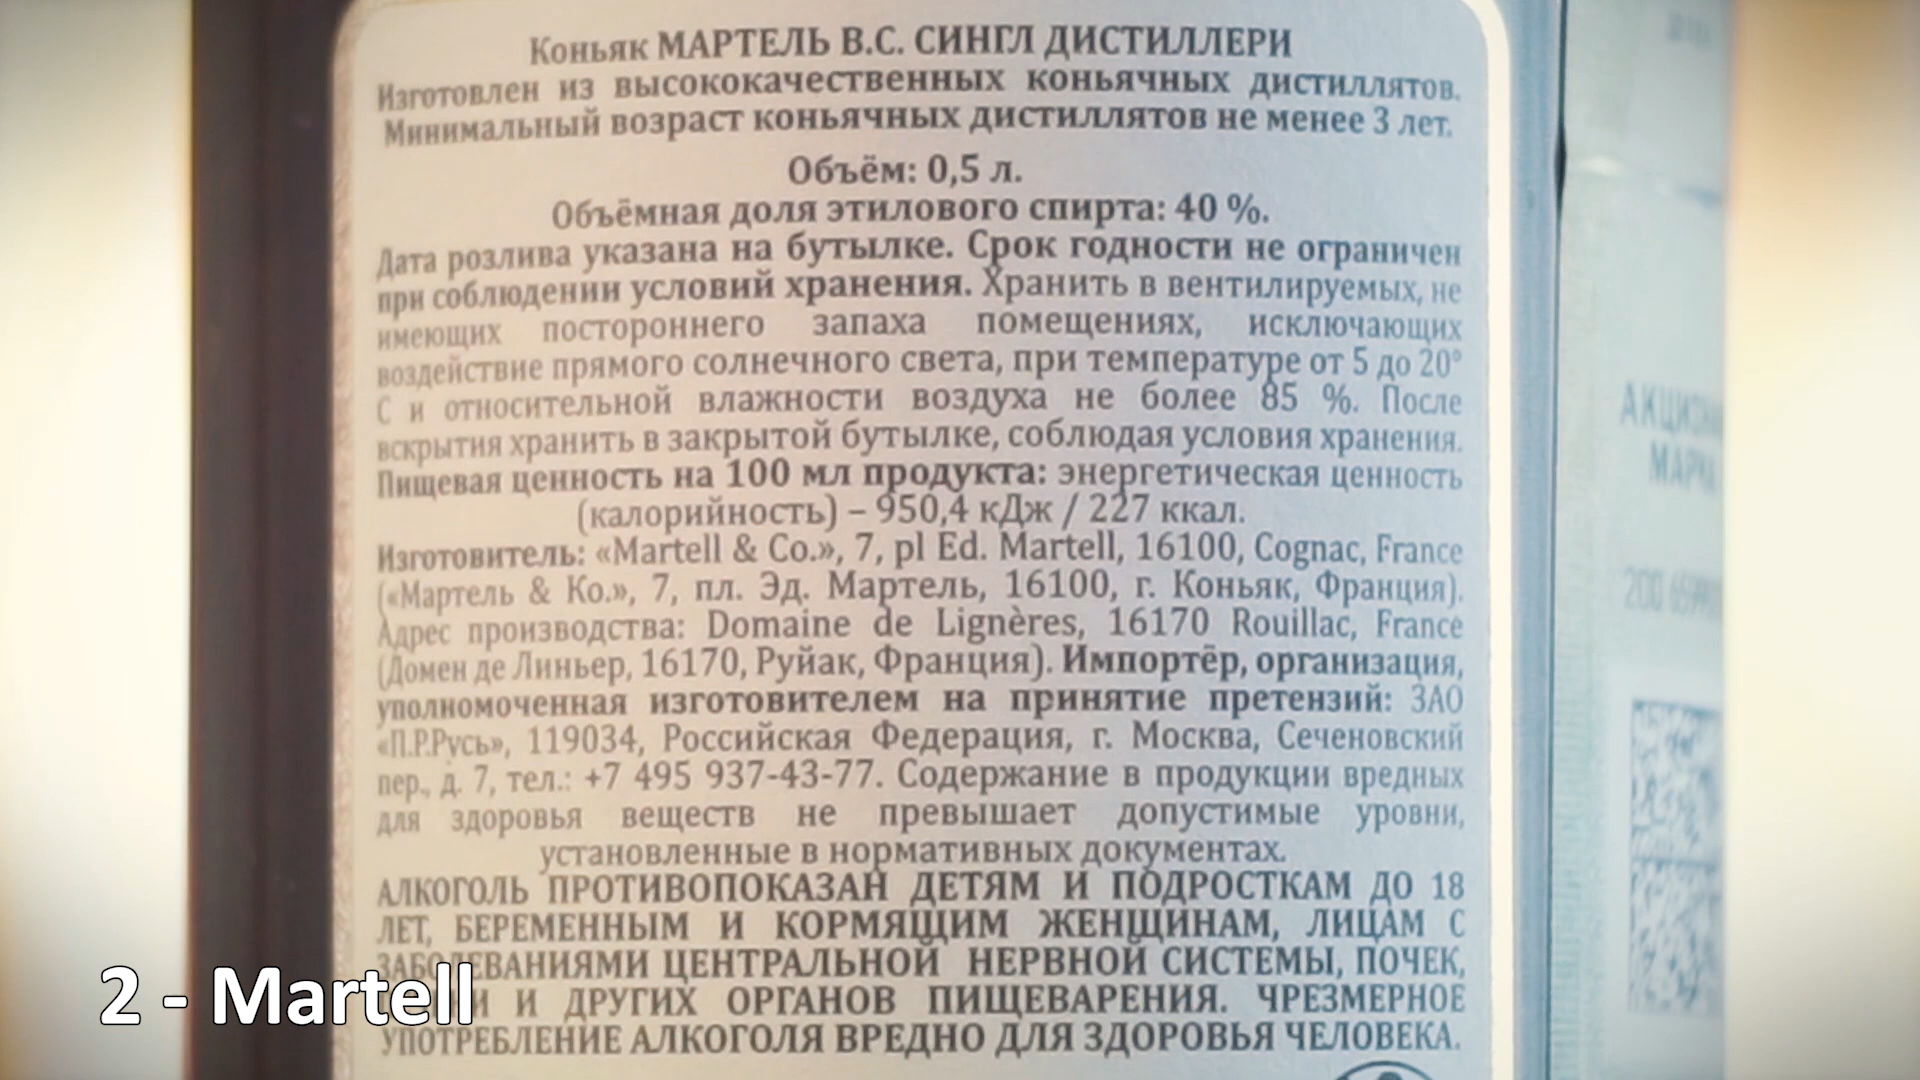 Коньяк МАРТЕЛЬ В.С. СИНГЛ ДИСТИЛЛЕРИ
Изготовлен из высококачественных коньячных дистиллятов.
Минимальный возраст коньячных дистиллятов не менее 3 лет.
Объём: 0,5 л.
Объёмная доля этилового спирта: 40 %.
Дата розлива указана на бутылке. Срок годности не ограничен
при соблюдении условий хранения. Хранить в вентилируемых, не
имеющих постороннего запаха помещениях, исключающих
воздействие прямого солнечного света, при температуре от 5 до 20°
С и относительной влажности воздуха не более 85 %. После
вскрытия хранить в закрытой бутылке, соблюдая условия хранения.
Пищевая ценность на 100 мл продукта: энергетическая ценность
(калорийность) – 950,4 кДж / 227 ккал.
Изготовитель: «Martell & Co.», 7, pl Ed. Martell, 16100, Cognac, France
(«Мартель & Ко.», 7, пл. Эд. Мартель, 16100, г. Коньяк, Франция).
Адрес производства: Domaine de Lignères, 16170 Rouillac, France
(Домен де Линьер, 16170, Руйак, Франция). Импортёр, организация,
уполномоченная изготовителем на принятие претензий: ЗАО
«П.Р.Русь», 119034, Российская Федерация, г. Москва, Сеченовский
пер., д. 7, тел.: +7 495 937-43-77. Содержание в продукции вредных
для здоровья веществ не превышает допустимые уровни,
установленные в нормативных документах.
АЛКОГОЛЬ ПРОТИВОПОКАЗАН ДЕТЯМ И ПОДРОСТКАМ ДО 18
ЛЕТ, БЕРЕМЕННЫМ И КОРМЯЩИМ ЖЕНЩИНАМ, ЛИЦАМ С
ЗАБОЛЕВАНИЯМИ ЦЕНТРАЛЬНОЙ НЕРВНОЙ СИСТЕМЫ, ПОЧЕК,
И ДРУГИХ ОРГАНОВ ПИЩЕВАРЕНИЯ. ЧРЕЗМЕРНОЕ
УПОТРЕБЛЕНИЕ АЛКОГОЛЯ ВРЕДНО ДЛЯ ЗДОРОВЬЯ ЧЕЛОВЕКА.
2 - Martell